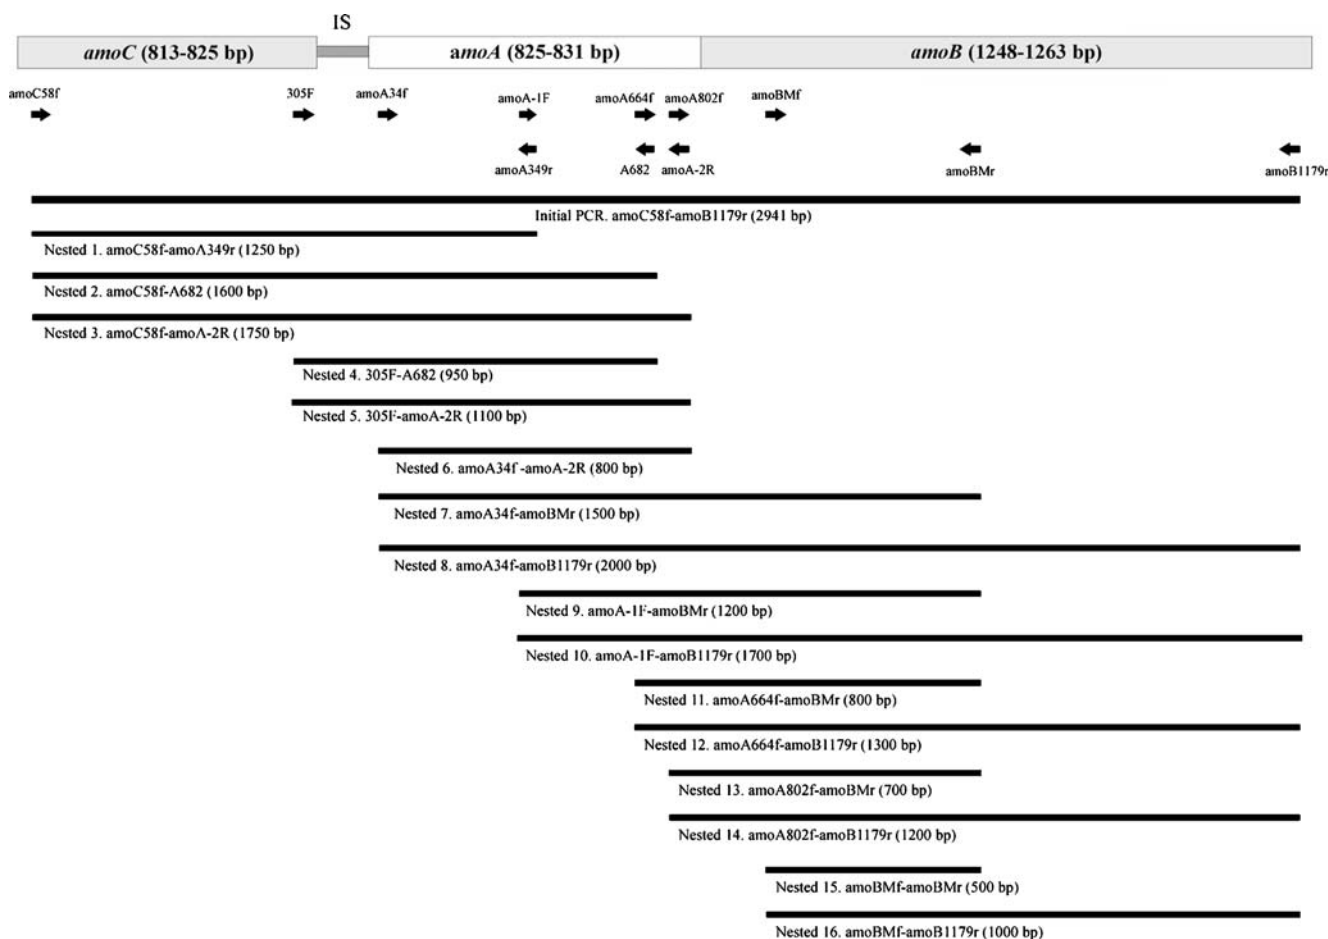 IS
amoC (813-825 bp)
amoA (825-831 bp)
amoB (1248-1263 bp)
amoC58f
305F
amoA34f
amoA-1F
amoA664f
amoA802f
amoBMf
amoA349r
A682
amoA-2R
amoBMr
amoB1179r
Initial PCR. amoC58f-amoB1179r (2941 bp)
Nested 1. amoC58f-amoA349r (1250 bp)
Nested 2. amoC58f-A682 (1600 bp)
Nested 3. amoC58f-amoA-2R (1750 bp)
Nested 4. 305F-A682 (950 bp)
Nested 5. 305F-amoA-2R (1100 bp)
Nested 6. amoA34f -amoA-2R (800 bp)
Nested 7. amoA34f-amoBMr (1500 bp)
Nested 8. amoA34f-amoB1179r (2000 bp)
Nested 9. amoA-1F-amoBMr (1200 bp)
Nested 10. amoA-1F-amoB1179r (1700 bp)
Nested 11. amoA664f-amoBMr (800 bp)
Nested 12. amoA664f-amoB1179r (1300 bp)
Nested 13. amoA802f-amoBMr (700 bp)
Nested 14. amoA802f-amoB1179r (1200 bp)
Nested 15. amoBMf-amoBMr (500 bp)
Nested 16. amoBMf-amoB1179r (1000 bp)